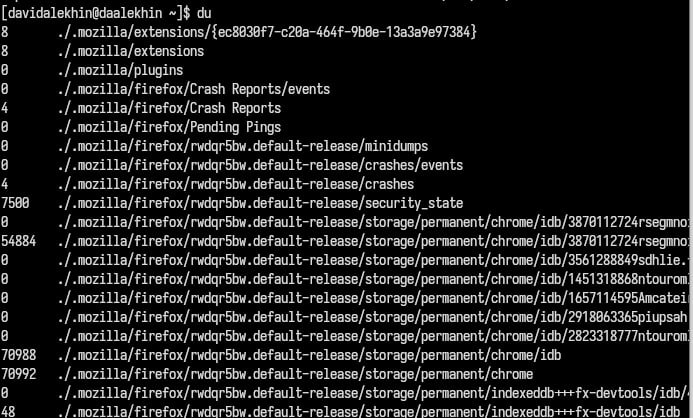 [davidalekhin@daalekhin ~]$ du
8 ./.mozilla/extensions/{ec8030f7-c20a-464f-9b0e-13a3a9e97384}
8 ./.mozilla/extensions
0 ./.mozilla/plugins
0 ./.mozilla/firefox/Crash Reports/events
4 ./.mozilla/firefox/Crash Reports
0 ./.mozilla/firefox/Pending Pings
0 ./.mozilla/firefox/rwdqr5bw.default-release/minidumps
0 ./.mozilla/firefox/rwdqr5bw.default-release/crashes/events
4 ./.mozilla/firefox/rwdqr5bw.default-release/crashes
7500 ./.mozilla/firefox/rwdqr5bw.default-release/security_state
0 ./.mozilla/firefox/rwdqr5bw.default-release/storage/permanent/chrome/idb/3870112724rsegmno
54884 ./.mozilla/firefox/rwdqr5bw.default-release/storage/permanent/chrome/idb/3870112724rsegmno
0 ./.mozilla/firefox/rwdqr5bw.default-release/storage/permanent/chrome/idb/3561288849sdhlie.
0 ./.mozilla/firefox/rwdqr5bw.default-release/storage/permanent/chrome/idb/1451318868ntourom
0 ./.mozilla/firefox/rwdqr5bw.default-release/storage/permanent/chrome/idb/1657114595Amcatei
0 ./.mozilla/firefox/rwdqr5bw.default-release/storage/permanent/chrome/idb/2918063365piupsah
0 ./.mozilla/firefox/rwdqr5bw.default-release/storage/permanent/chrome/idb/2823318777ntourom
70988 ./.mozilla/firefox/rwdqr5bw.default-release/storage/permanent/chrome/idb
70992 ./.mozilla/firefox/rwdqr5bw.default-release/storage/permanent/chrome
0 ./.mozilla/firefox/rwdqr5bw.default-release/storage/permanent/indexeddb+++fx-devtools/idb/
48 ./.mozilla/firefox/rwdqr5bw.default-release/storage/permanent/indexeddb+++fx-devtools/idb